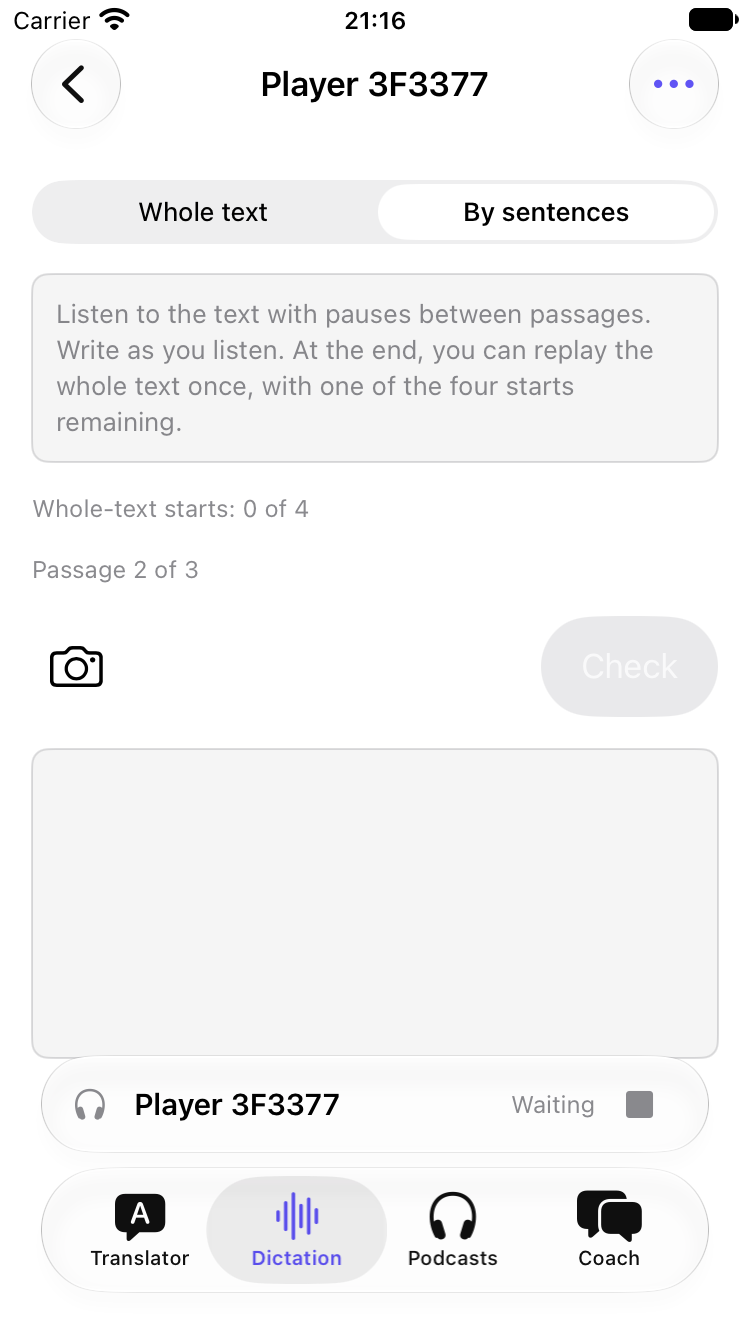 Carrier 21:16
Player 3F3377
Whole text By sentences
Listen to the text with pauses between passages.
Write as you listen. At the end, you can replay the
whole text once, with one of the four starts
remaining.
Whole-text starts: 0 of 4
Passage 2 of 3
Check
Player 3F3377 Waiting
A
Translator Dictation Podcasts Coach